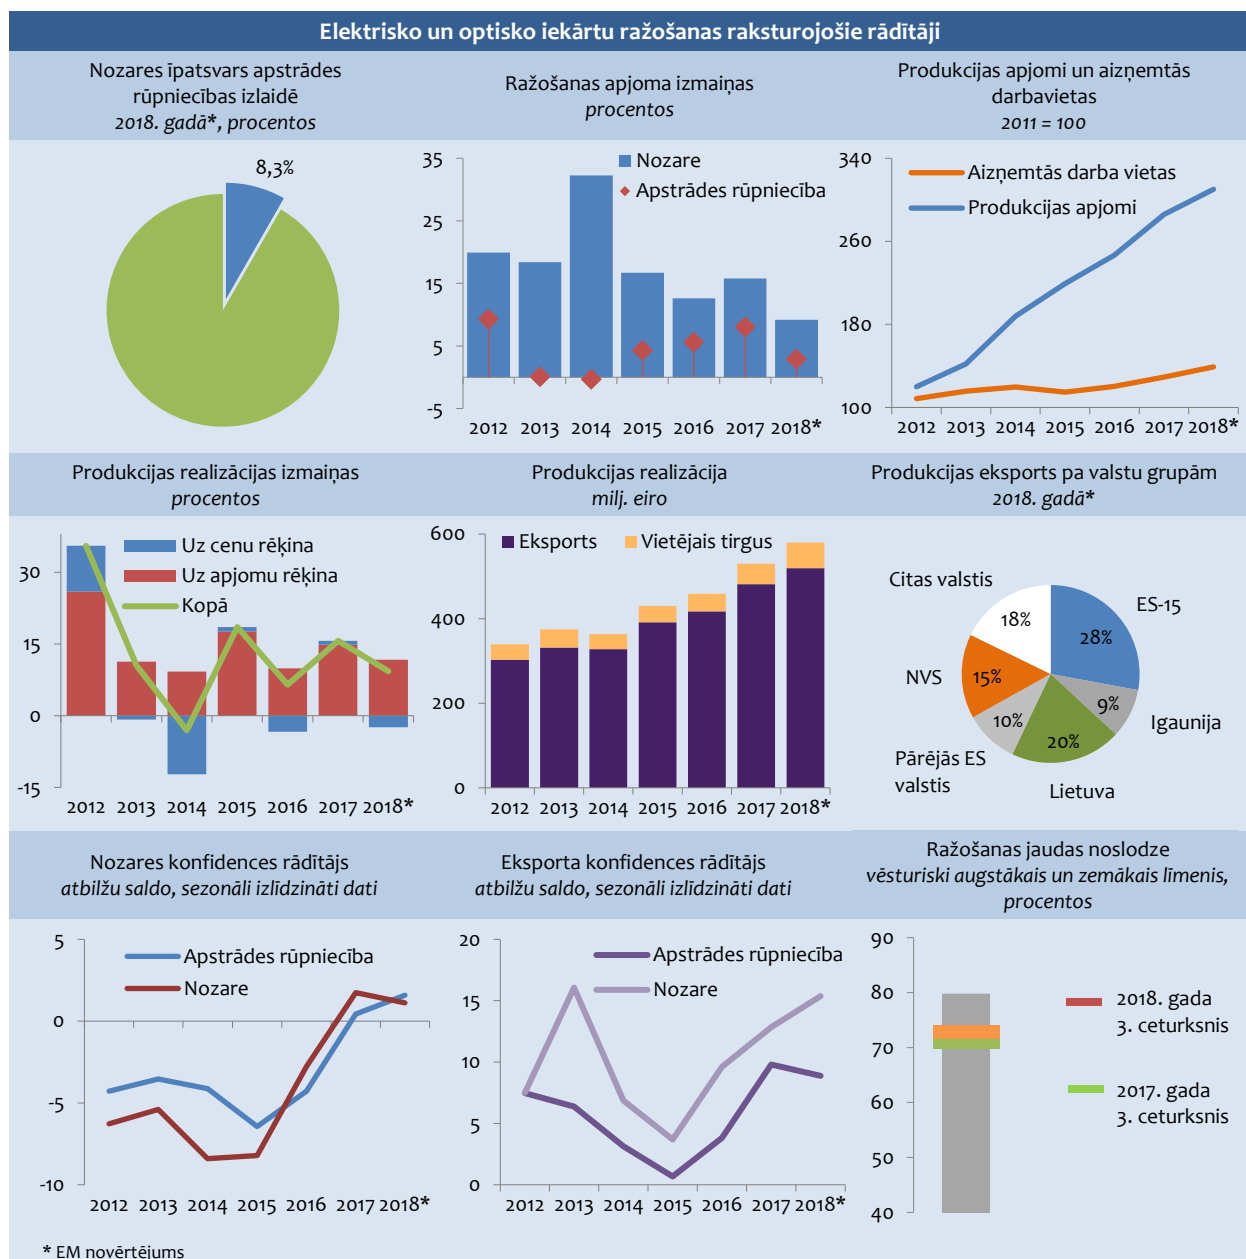 Elektrisko un optisko iekārtu ražošanas raksturojošie rādītāji
Nozares īpatsvars apstrādes
rūpniecības izlaidē
2018. gadā*, procentos
8,3%
Ražošanas apjoma izmaiņas
procentos
35
25
15
5
-5
Nozare
Apstrādes rūpniecība
2012 2013 2014 2015 2016 2017 2018*
Produkcijas apjomi un aizņemtās
darbavietas
2011 = 100
340
260
180
100
Aizņemtās darba vietas
Produkcijas apjomi
2012 2013 2014 2015 2016 2017 2018*
Produkcijas realizācijas izmaiņas
procentos
30
15
0
-15
Uz cenu rēķina
Uz apjomu rēķina
Kopā
2012 2013 2014 2015 2016 2017 2018*
Produkcijas realizācija
milj. eiro
600
400
200
0
Eksports
Vietējais tirgus
2012 2013 2014 2015 2016 2017 2018*
Produkcijas eksports pa valstu grupām
2018. gadā*
Citas valstis
18%
ES-15
28%
NVS
15%
9%
Igaunija
10%
20%
Pārējās ES
valstis
Lietuva
Nozares konfidences rādītājs
atbilžu saldo, sezonāli izlīdzināti dati
5
0
-5
-10
Apstrādes rūpniecība
Nozare
2012 2013 2014 2015 2016 2017 2018*
Eksporta konfidences rādītājs
atbilžu saldo, sezonāli izlīdzināti dati
20
15
10
5
0
Apstrādes rūpniecība
Nozare
2012 2013 2014 2015 2016 2017 2018*
Ražošanas jaudas noslodze
vēsturiski augstākais un zemākais līmenis,
procentos
90
80
70
60
50
40
2018. gada
3. ceturksnis
2017. gada
3. ceturksnis
* EM novērtējums